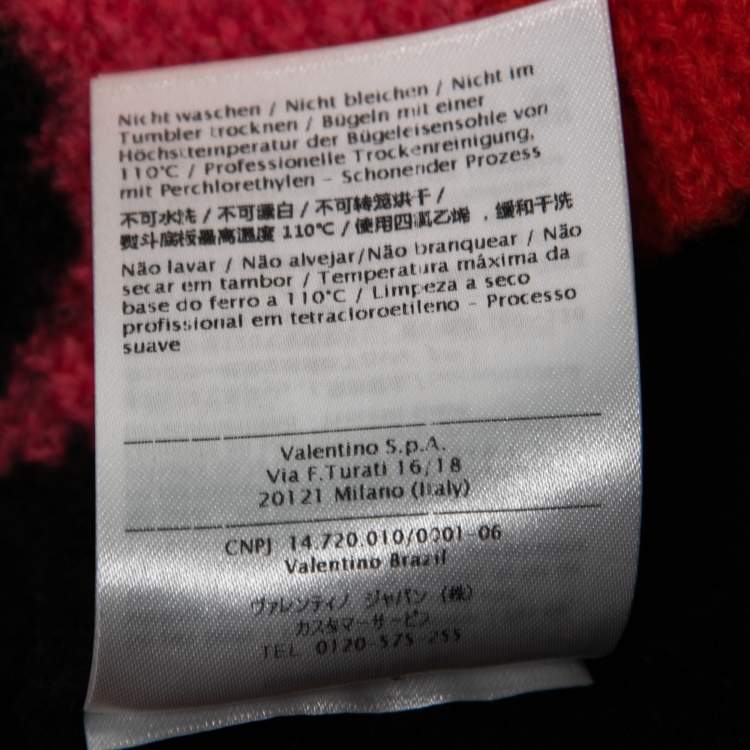 Nicht waschen / Nicht bleichen / Nicht im
Tumbler trocknen / Bügeln mit einer
Höchsttemperatur der Bügeleisensohle von
110°C / Professionelle Trockenreinigung,
mit Perchlorethylen – Schonender Prozess
不可水洗 / 不可漂白 / 不可转笼烘干 /
熨斗底板最高温度 110°C / 使用四氯乙烯 , 缓和干洗
Não lavar / Não alvejar/Não branquear / Não
secar em tambor / Temperatura máxima da
base do ferro a 110°C / Limpeza a seco
profissional em tetracloroetileno – Processo
suave
Valentino S.p.A.
Via F.Turati 16/18
20121 Milano (Italy)
CNPJ 14.720.010/0001-06
Valentino Brazil
ヴァレンティノ ジャパン (株)
カスタマーサービス
TEL 0120-575-255